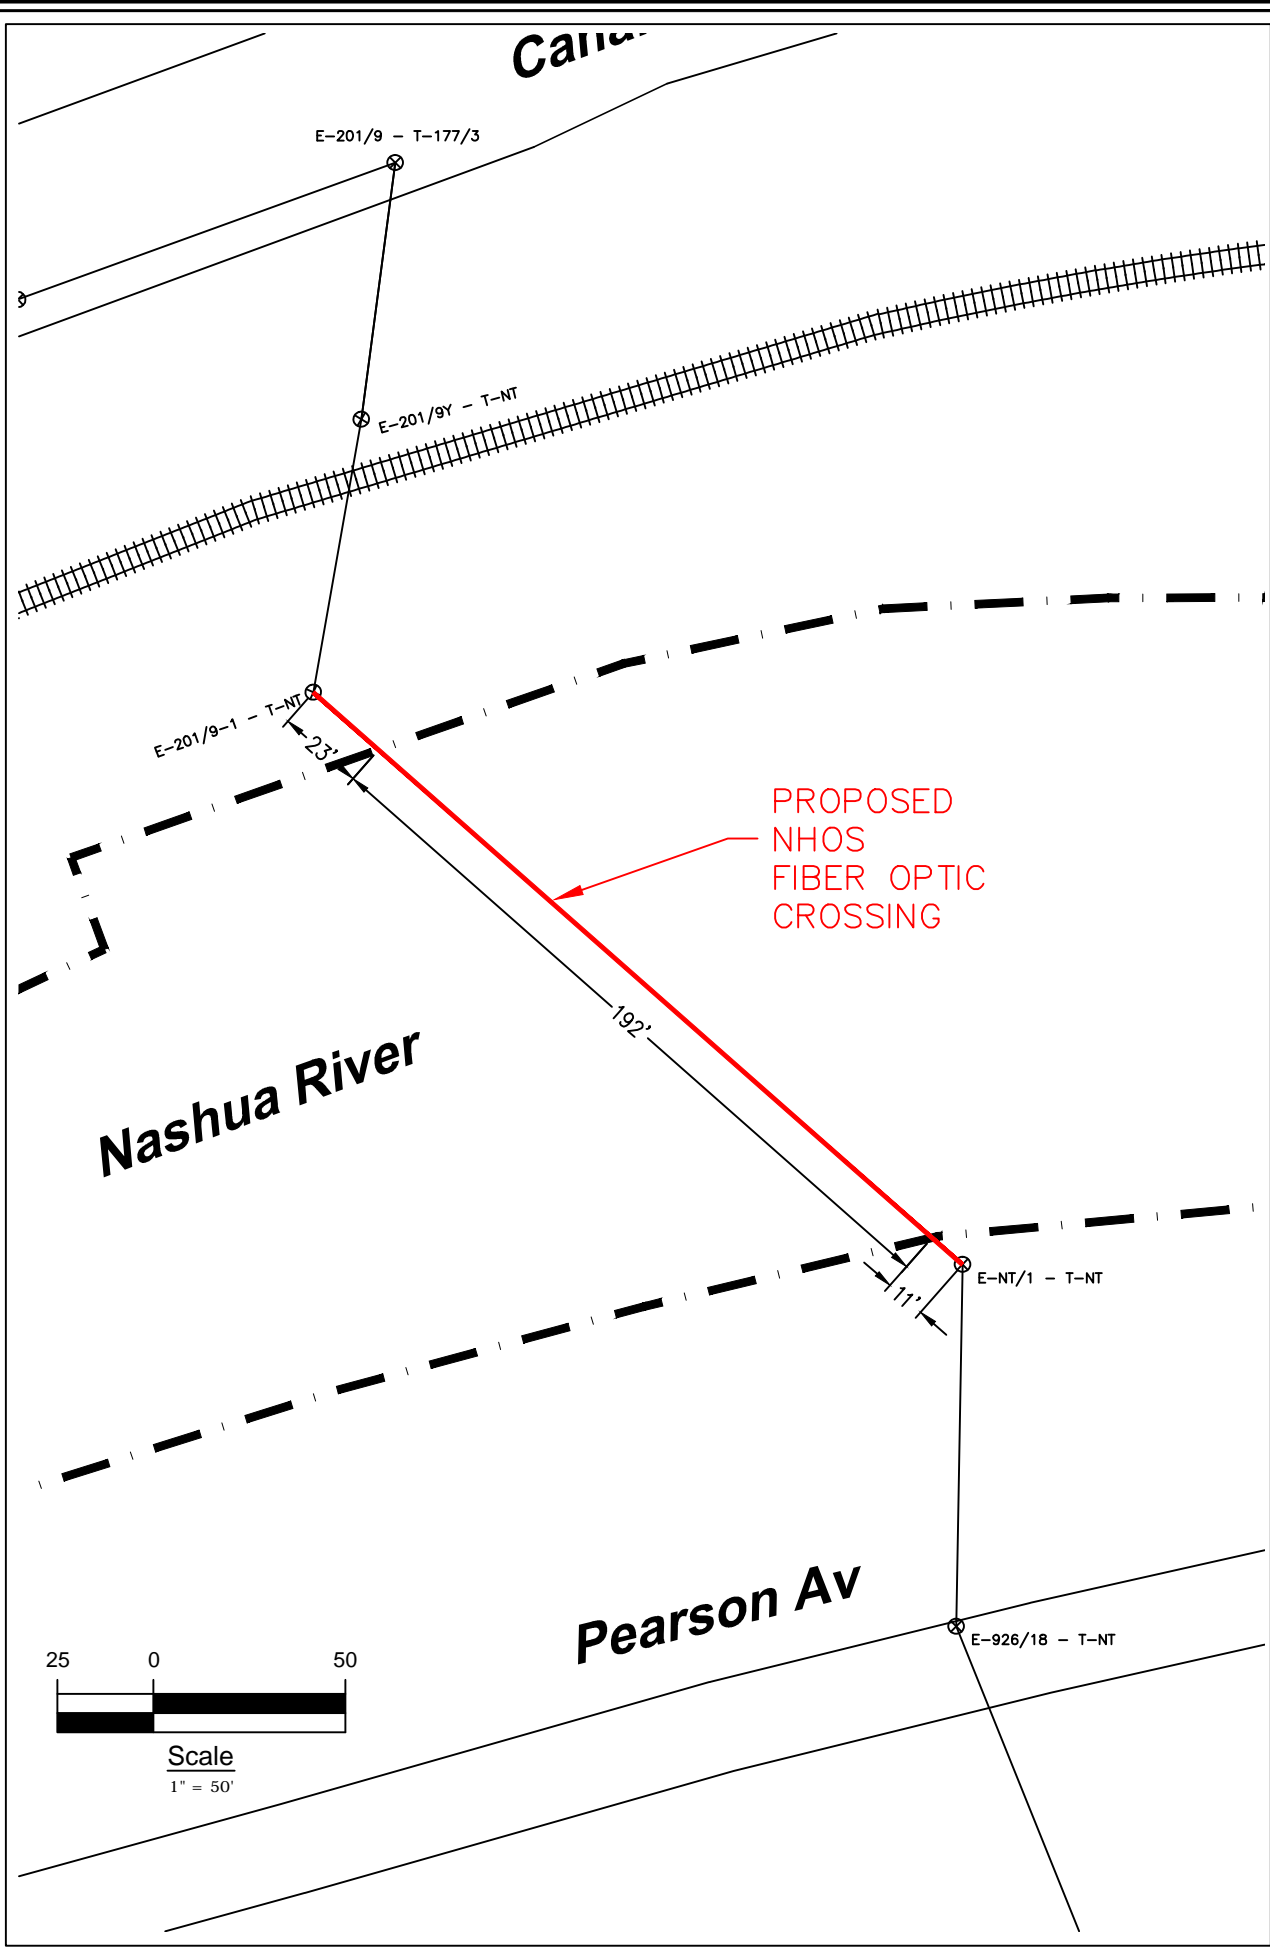 E-201/9 - T-177/3
E-201/9Y - T-NT
E-201/9-1 - T-NT
23'
PROPOSED
NHOS
FIBER OPTIC
CROSSING
192'
Nashua River
E-NT/1 - T-NT
11'
Pearson Av
E-926/18 - T-NT
25 0 50
Scale
1" = 50'